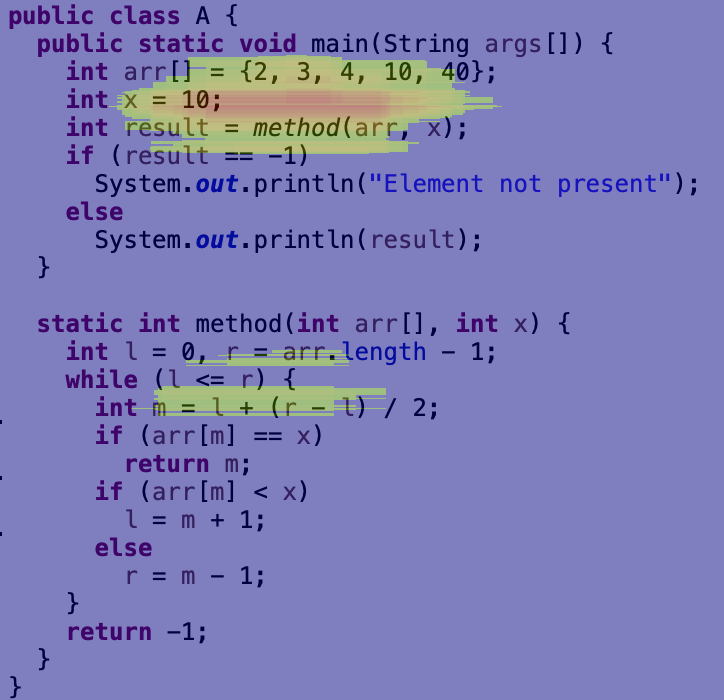 public class A {
  public static void main(String args[]) {
    int arr[] = {2, 3, 4, 10, 40};
    int x = 10;
    int result = method(arr, x);
    if (result == -1)
      System.out.println("Element not present");
    else
      System.out.println(result);
  }

  static int method(int arr[], int x) {
    int l = 0, r = arr.length - 1;
    while (l <= r) {
      int m = l + (r - l) / 2;
      if (arr[m] == x)
        return m;
      if (arr[m] < x)
        l = m + 1;
      else
        r = m - 1;
    }
    return -1;
  }
}